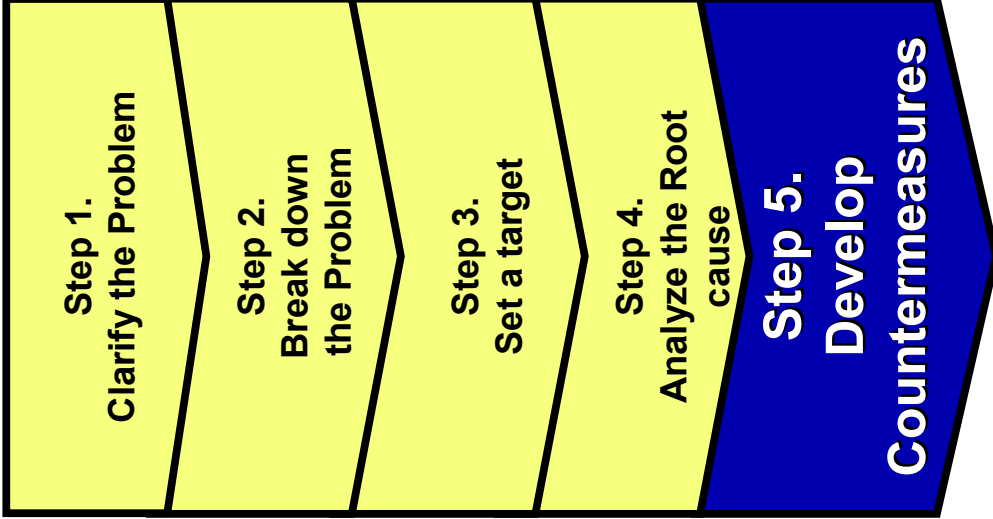 Step 1.
Clarify the Problem
Step 2.
Break down
the Problem
Step 3.
Set a target
Step 4.
Analyze the Root
cause
Step 5.
Develop
Countermeasures